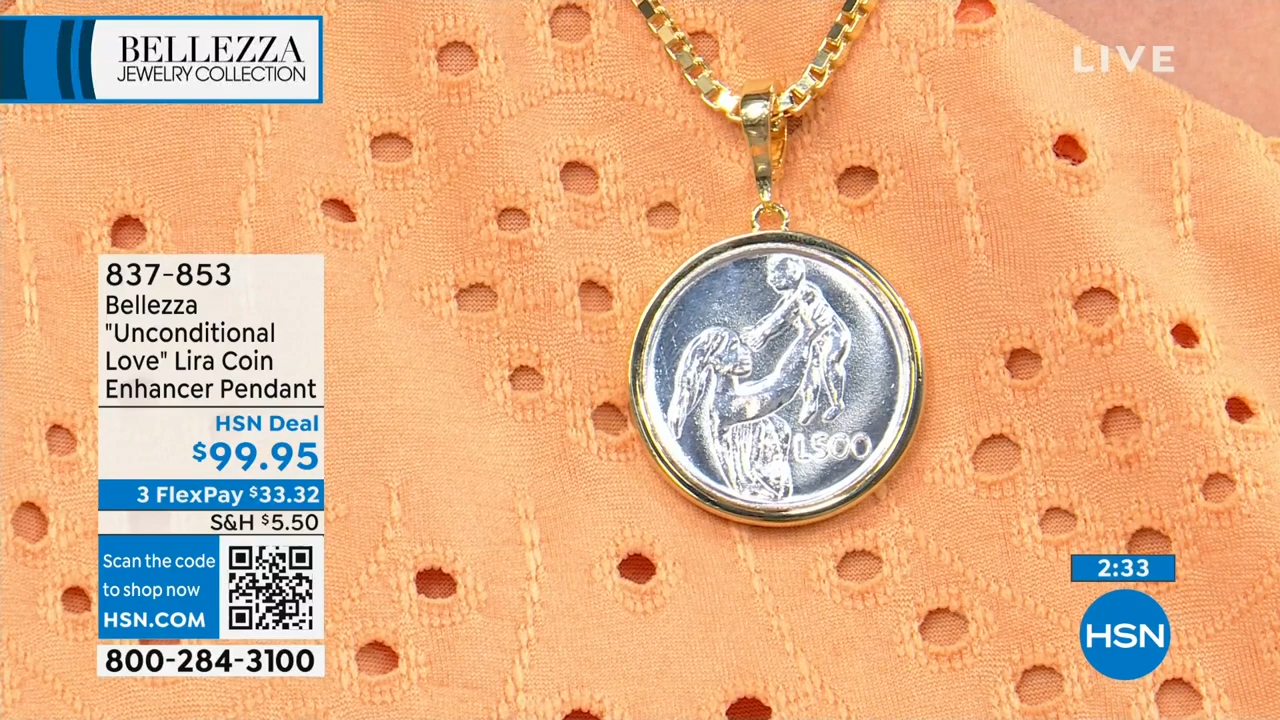 BELLEZZA
JEWELRY COLLECTION
LIVE
837-853
Bellezza
"Unconditional
Love" Lira Coin
Enhancer Pendant
HSN Deal
$99.95
3 FlexPay $33.32
S&H $5.50
Scan the code
to shop now
HSN.COM
800-284-3100
L500
2:33
HSN